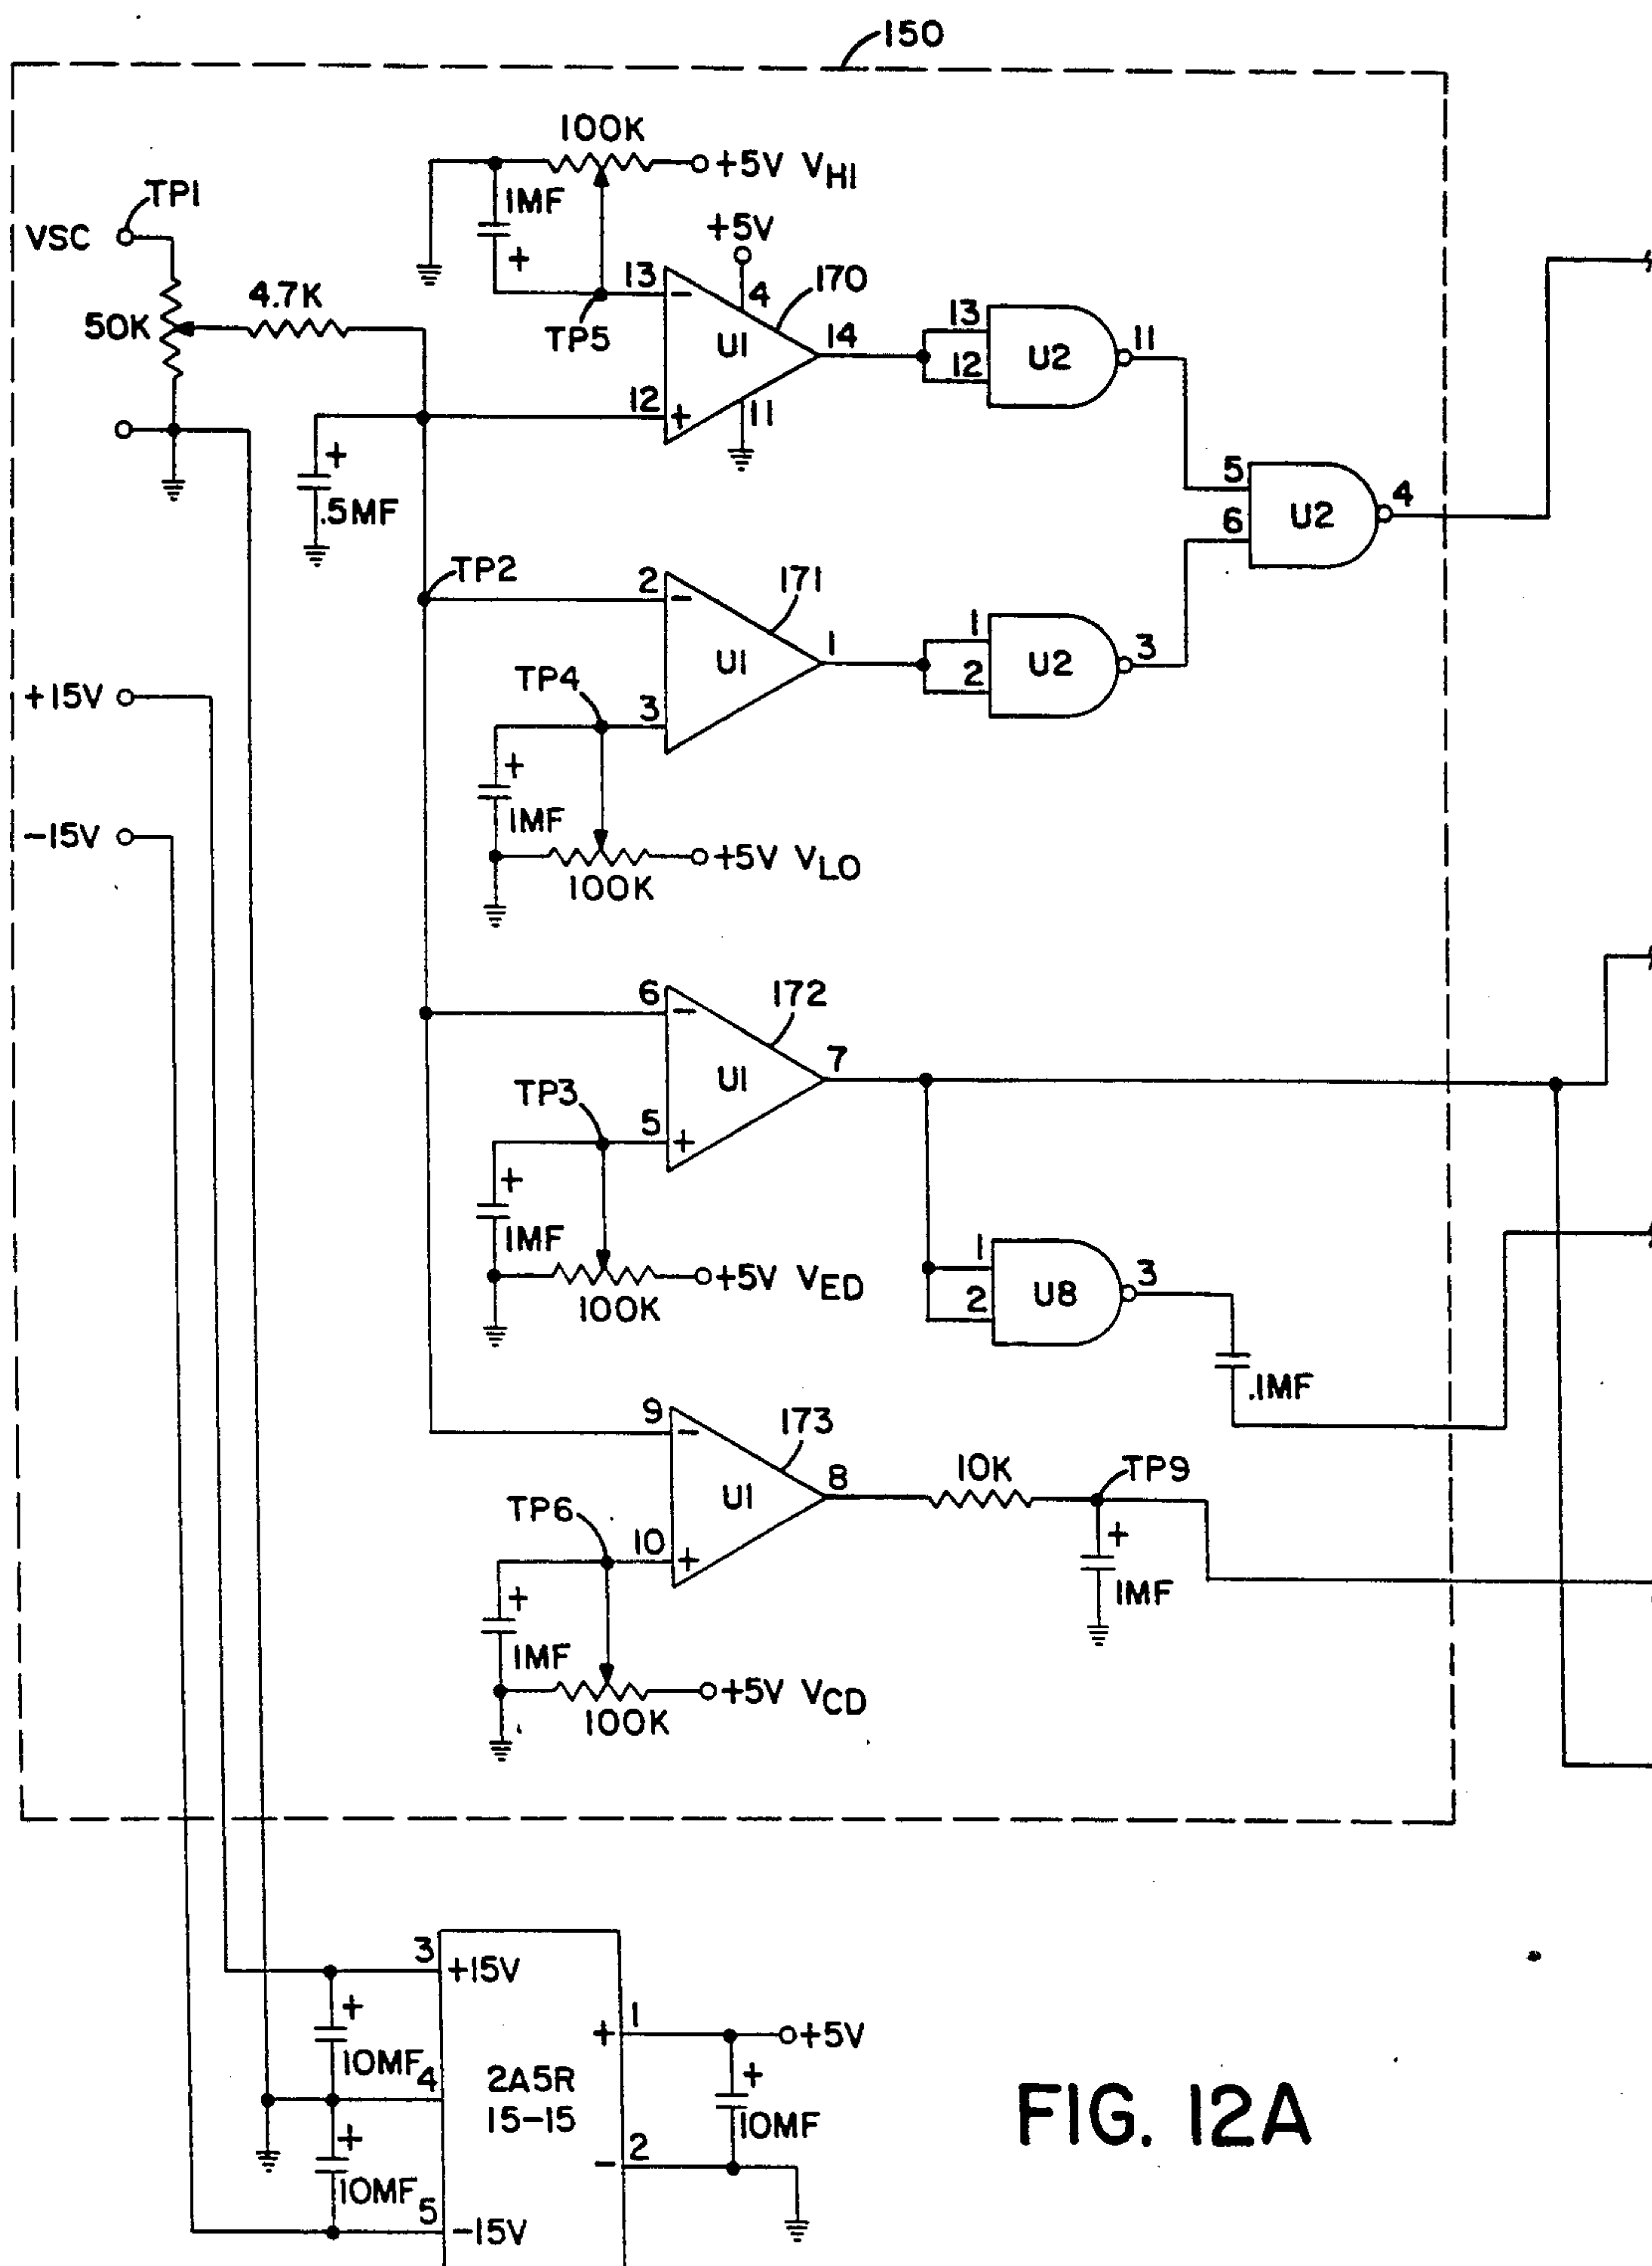 150
100K
+5V VHI
1MF
+
TP1
VSC
+5V
13
−
4
170
50K
4.7K
TP5
U1
14
13
12
U2
11
12
+
11
+
.5MF
5
6
U2
4
TP2
2
−
171
U1
1
1
2
U2
3
TP4
3
+15V
+
1MF
−15V
+5V VLO
100K
6
−
172
U1
7
TP3
5
+
+
1MF
+5V VED
100K
1
2
U8
3
.1MF
9
−
173
U1
8
10K
TP9
TP6
10
+
+
1MF
+
1MF
+5V VCD
100K
3
+15V
+
10MF
4
1
+
+5V
2A5R
15-15
+
10MF
+
10MF
2
−
5
−15V
FIG. 12A